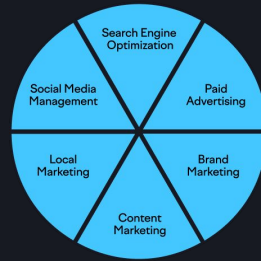 Search Engine
Optimization
Social Media
Management
Paid
Advertising
Local
Marketing
Brand
Marketing
Content
Marketing